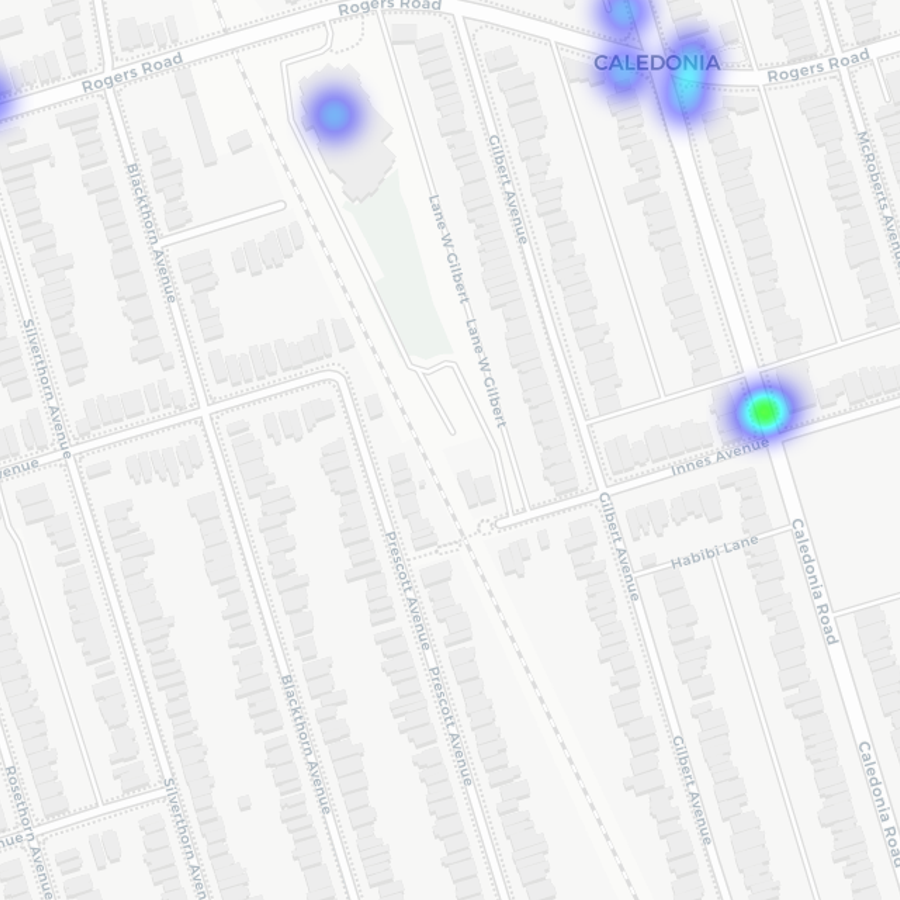 Rogers Road
CALEDONIA
Rogers Road
Rogers Road
Gilbert Avenue
McRoberts Avenue
Blackthorn Avenue
Lane W Gilbert
Silverthorn Avenue
Lane W Gilbert
Innes Avenue
venue
Gilbert Avenue
Caledonia Road
Prescott Avenue
Habibi Lane
Blackthorn Avenue
Prescott Avenue
Gilbert Avenue
Caledonia Road
Rosethorn Avenue
Silverthorn Aven
nue